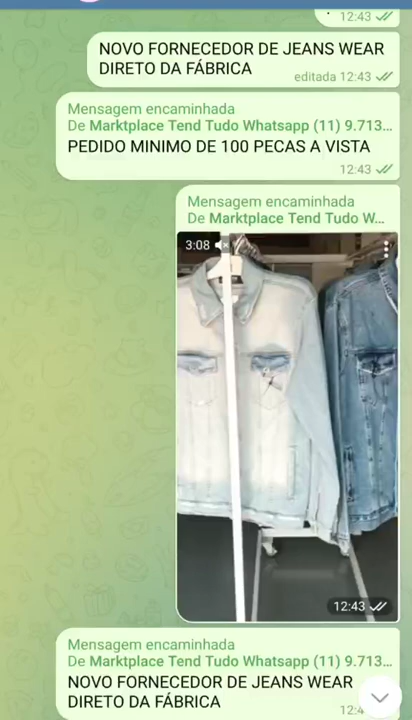 12:43
NOVO FORNECEDOR DE JEANS WEAR
DIRETO DA FÁBRICA
editada 12:43
Mensagem encaminhada
De Marktplace Tend Tudo Whatsapp (11) 9.713...
PEDIDO MINIMO DE 100 PECAS A VISTA
12:43
Mensagem encaminhada
De Marktplace Tend Tudo W...
3:08
12:43
Mensagem encaminhada
De Marktplace Tend Tudo Whatsapp (11) 9.713...
NOVO FORNECEDOR DE JEANS WEAR
DIRETO DA FÁBRICA